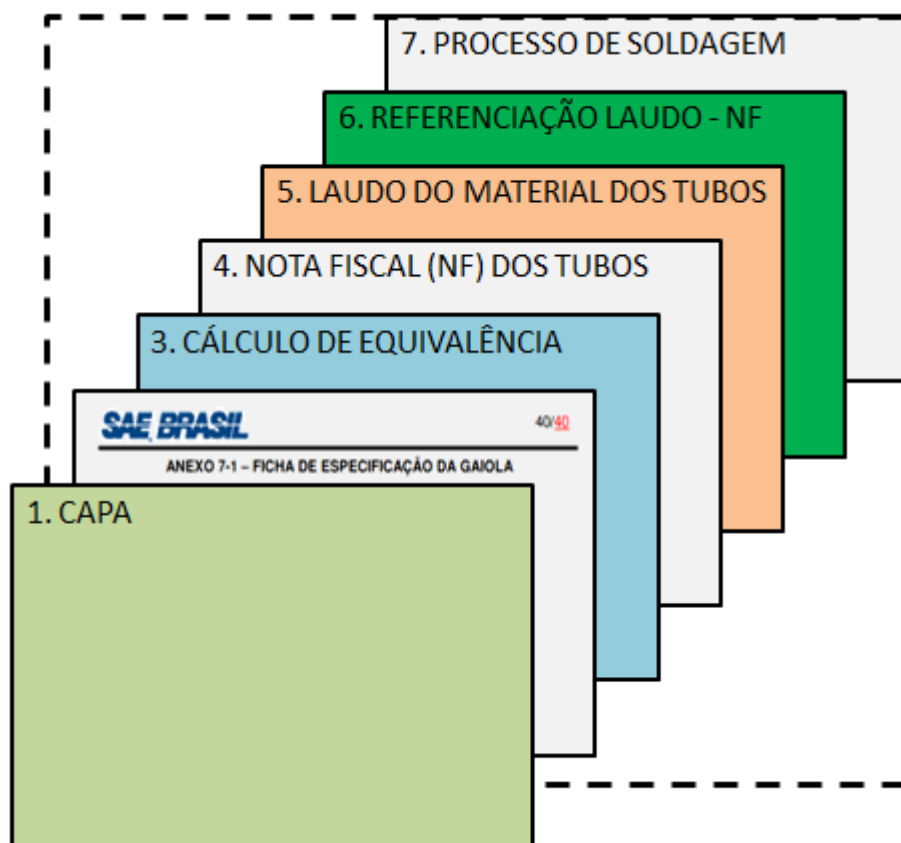 7. PROCESSO DE SOLDAGEM
6. REFERENCIAÇÃO LAUDO - NF
5. LAUDO DO MATERIAL DOS TUBOS
4. NOTA FISCAL (NF) DOS TUBOS
3. CÁLCULO DE EQUIVALÊNCIA
SAE BRASIL 40/40
ANEXO 7-1 – FICHA DE ESPECIFICAÇÃO DA GAIOLA
1. CAPA